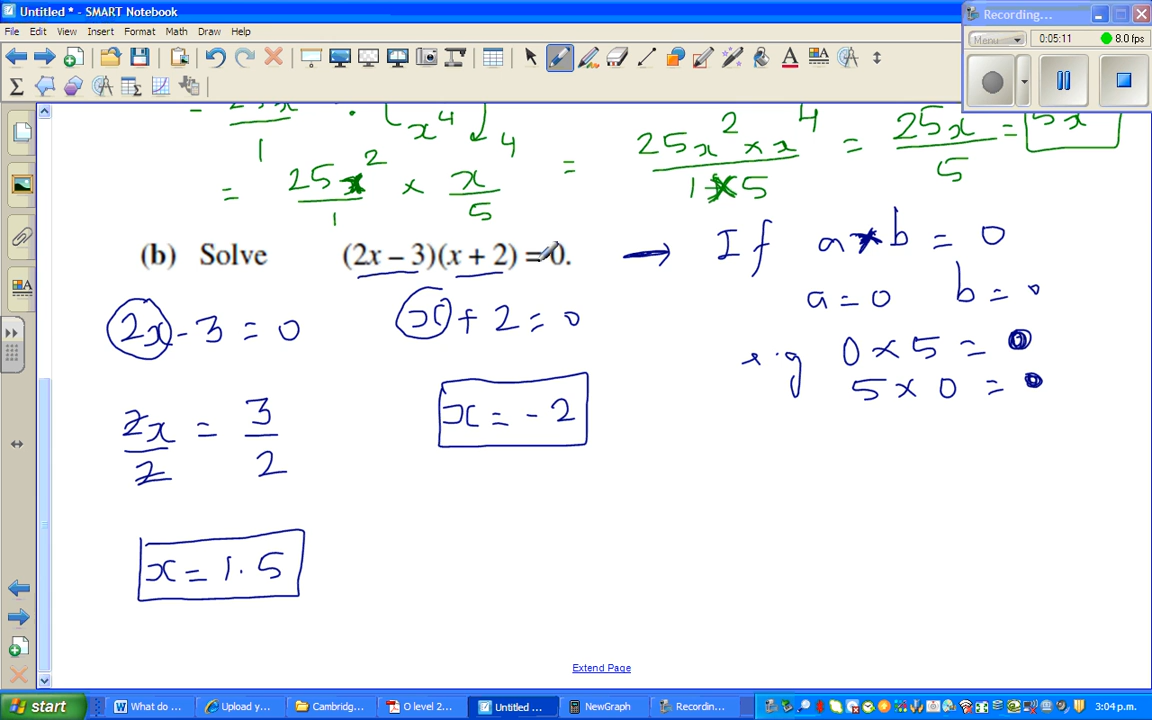 Untitled * - SMART Notebook
Recording...
File Edit View Insert Format Math Draw Help
Menu
0:05:11
8.0 fps
= 25x² / 1 × x / 5 = 25x² × x⁴ / 1 × 5 = 25x / 5 =
(b) Solve (2x – 3)(x + 2) = 0. → If a × b = 0
a = 0 b = 0
2x - 3 = 0 x + 2 = 0
e.g 0 × 5 = 0
5 × 0 = 0
2x / 2 = 3 / 2 x = -2
x = 1.5
Extend Page
start
What do ...
Upload y...
Cambridg...
O level 2...
Untitled ...
NewGraph
Recordin...
3:04 p.m.